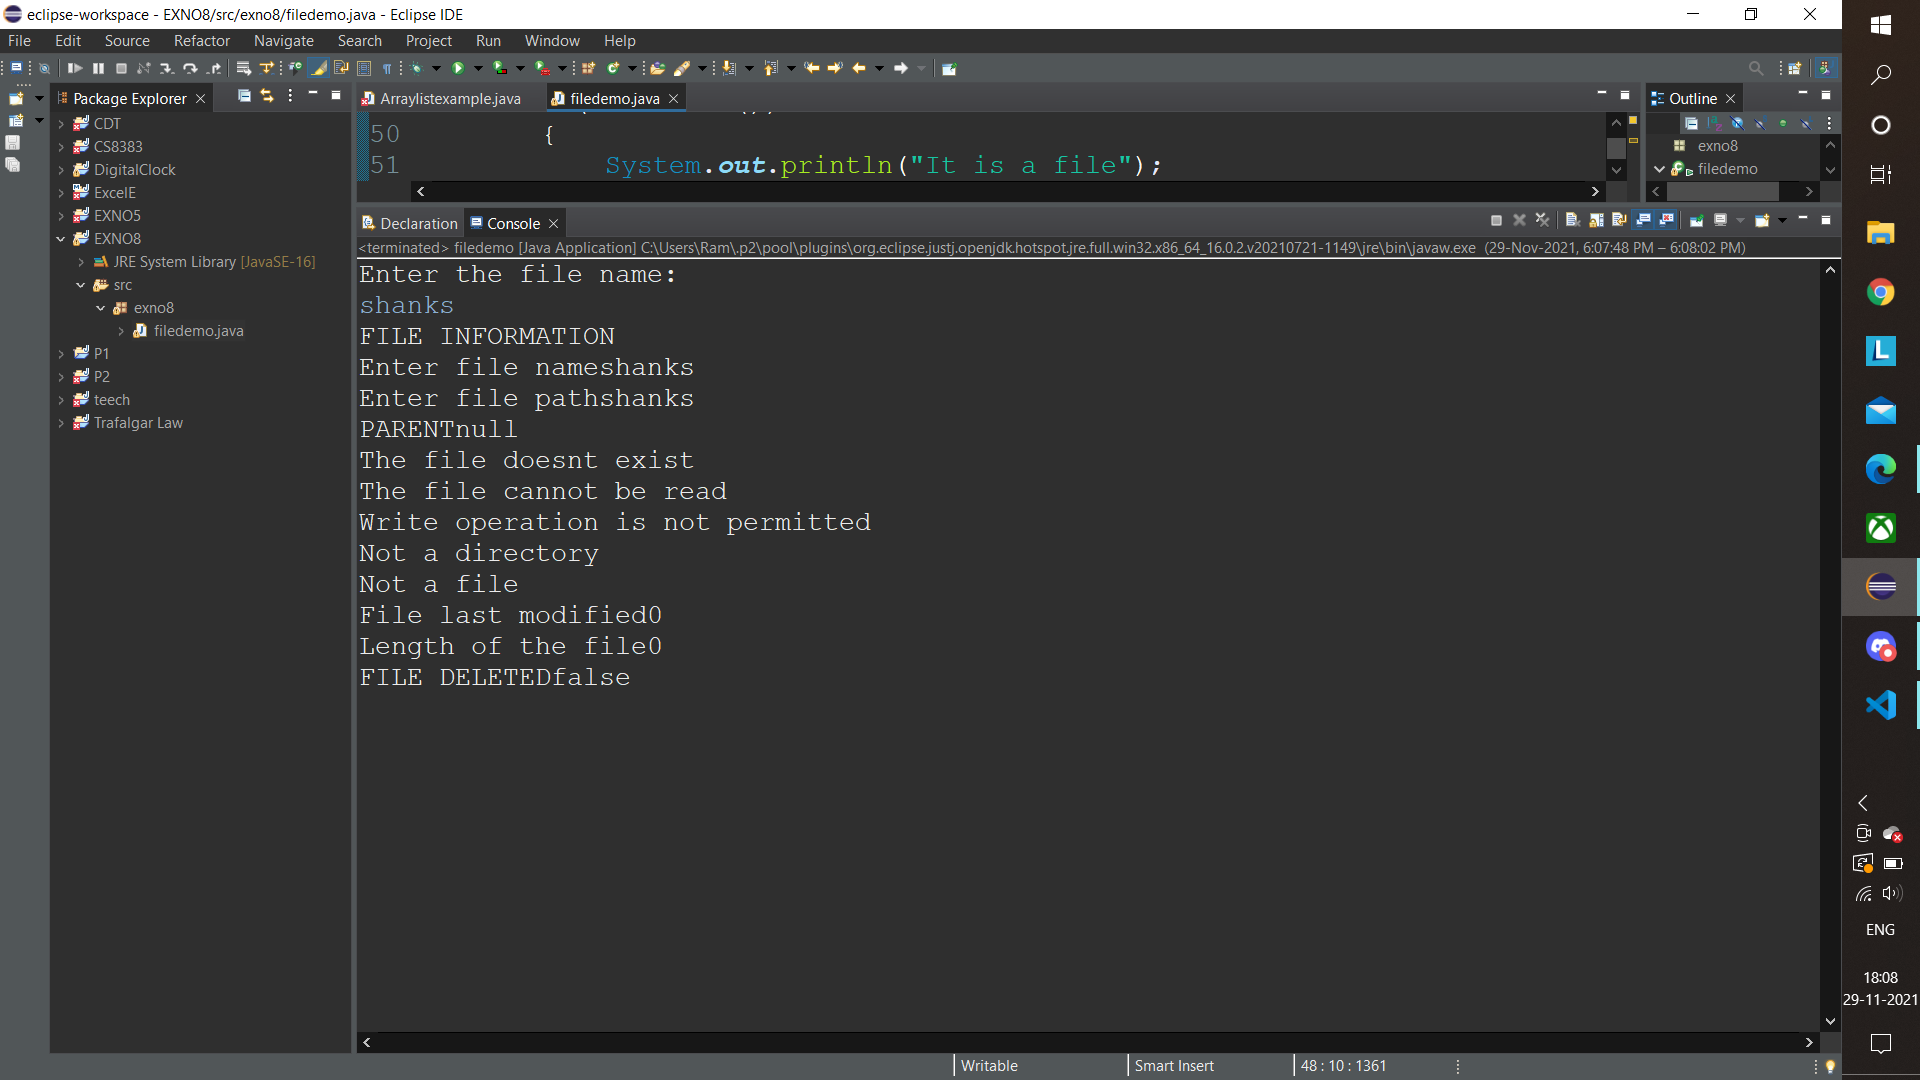 eclipse-workspace - EXNO8/src/exno8/filedemo.java - Eclipse IDE
File Edit Source Refactor Navigate Search Project Run Window Help
Package Explorer
CDT
CS8383
DigitalClock
ExcelE
EXNO5
EXNO8
JRE System Library [JavaSE-16]
src
exno8
filedemo.java
P1
P2
teech
Trafalgar Law
Arraylistexample.java filedemo.java
50 {
51 System.out.println("It is a file");
Outline
exno8
filedemo
Declaration Console
<terminated> filedemo [Java Application] C:\Users\Ram\.p2\pool\plugins\org.eclipse.justj.openjdk.hotspot.jre.full.win32.x86_64_16.0.2.v20210721-1149\jre\bin\javaw.exe (29-Nov-2021, 6:07:48 PM – 6:08:02 PM)
Enter the file name:
shanks
FILE INFORMATION
Enter file nameshanks
Enter file pathshanks
PARENTnull
The file doesnt exist
The file cannot be read
Write operation is not permitted
Not a directory
Not a file
File last modified0
Length of the file0
FILE DELETEDfalse
Writable Smart Insert 48 : 10 : 1361
ENG
18:08
29-11-2021